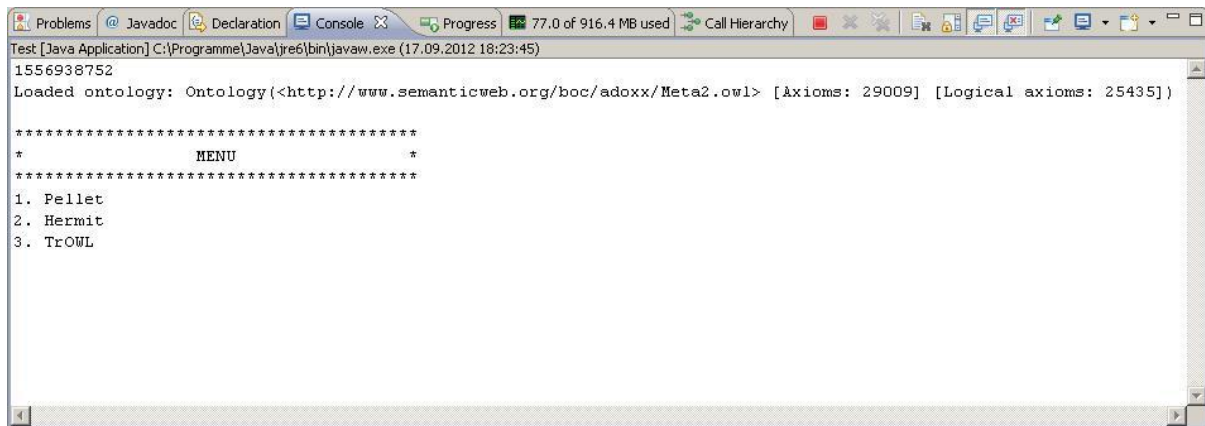 Problems @ Javadoc Declaration Console Progress 77.0 of 916.4 MB used Call Hierarchy
Test [Java Application] C:\Programme\Java\jre6\bin\javaw.exe (17.09.2012 18:23:45)
1556938752
Loaded ontology: Ontology(<http://www.semanticweb.org/boc/adoxx/Meta2.owl> [Axioms: 29009] [Logical axioms: 25435])
****************************************
* MENU *
****************************************
1. Pellet
2. Hermit
3. TrOWL